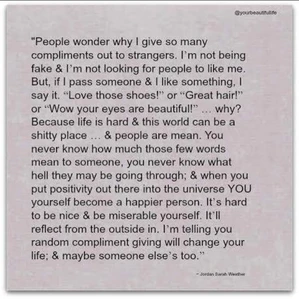 @yourbeautifullife
"People wonder why I give so many
compliments out to strangers. I'm not being
fake & I'm not looking for people to like me.
But, if I pass someone & I like something, I
say it. "Love those shoes!" or "Great hair!"
or "Wow your eyes are beautiful!" ... why?
Because life is hard & this world can be a
shitty place ... & people are mean. You
never know how much those few words
mean to someone, you never know what
hell they may be going through; & when you
put positivity out there into the universe YOU
yourself become a happier person. It's hard
to be nice & be miserable yourself. It'll
reflect from the outside in. I'm telling you
random compliment giving will change your
life; & maybe someone else's too."
~ Jordan Sarah Weather